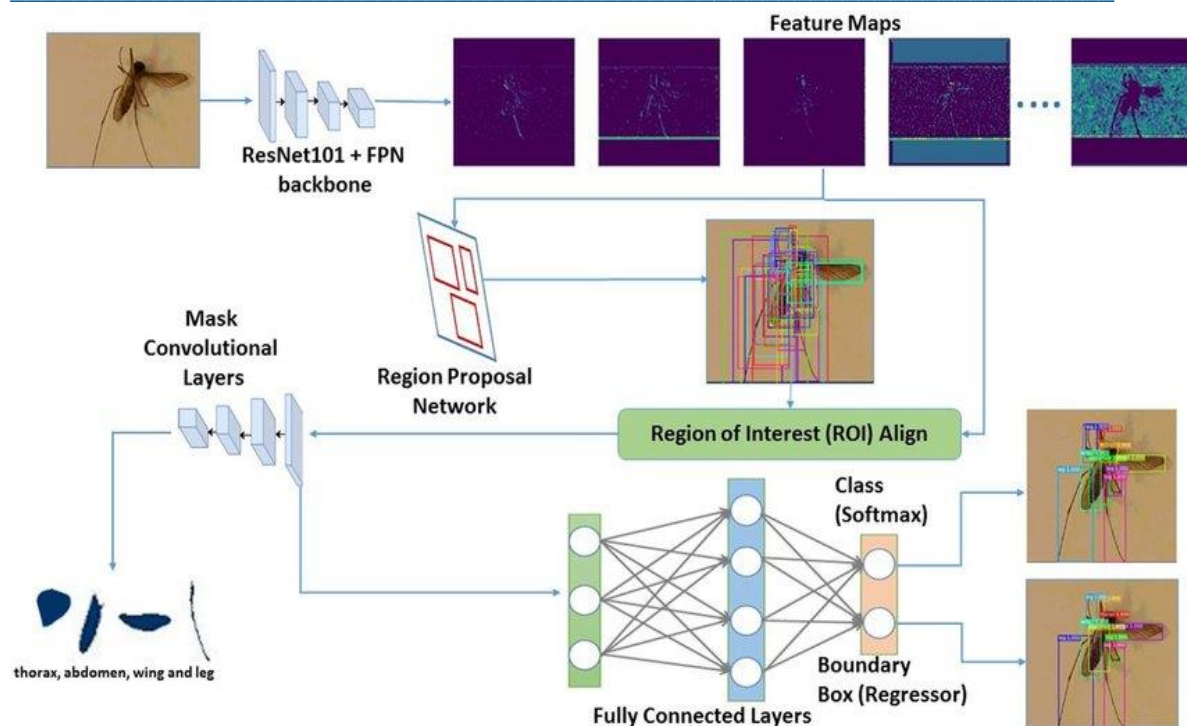 Feature Maps
ResNet101 + FPN
backbone
Mask
Convolutional
Layers
Region Proposal
Network
Region of Interest (ROI) Align
Class
(Softmax)
thorax, abdomen, wing and leg
Boundary
Box (Regressor)
Fully Connected Layers